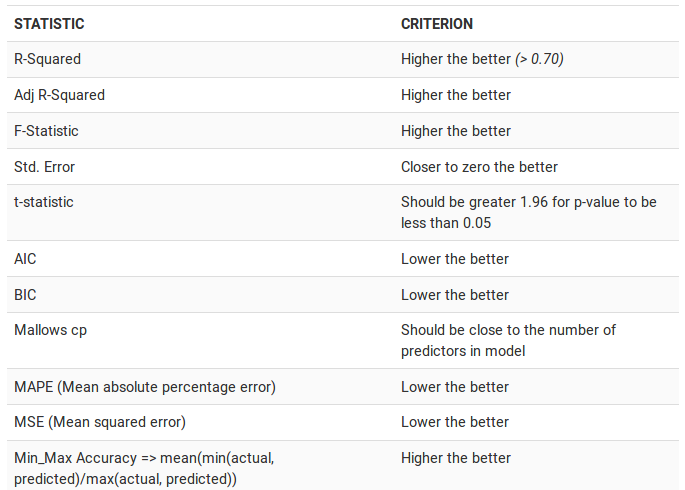 STATISTIC CRITERION
R-Squared Higher the better (> 0.70)
Adj R-Squared Higher the better
F-Statistic Higher the better
Std. Error Closer to zero the better
t-statistic Should be greater 1.96 for p-value to be
less than 0.05
AIC Lower the better
BIC Lower the better
Mallows cp Should be close to the number of
predictors in model
MAPE (Mean absolute percentage error) Lower the better
MSE (Mean squared error) Lower the better
Min_Max Accuracy => mean(min(actual, Higher the better
predicted)/max(actual, predicted))